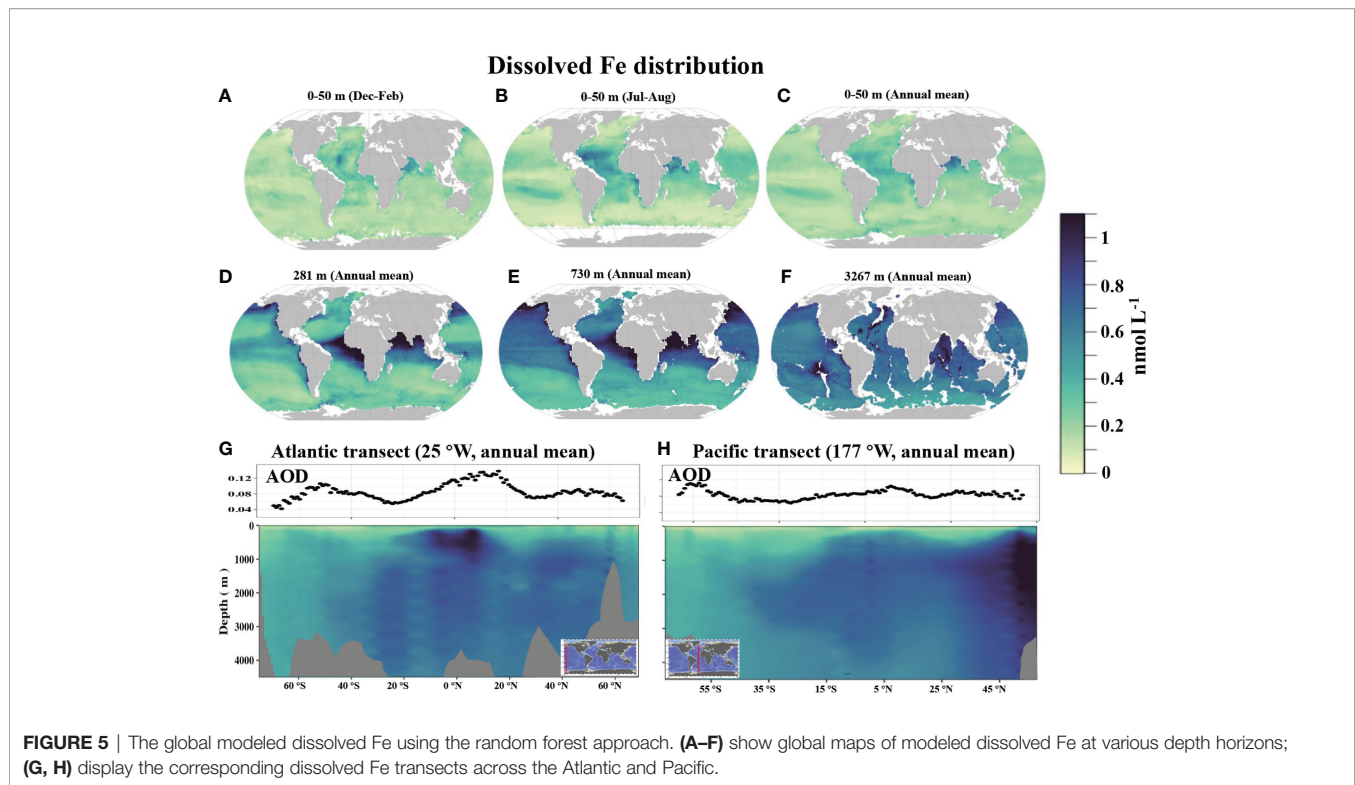 Dissolved Fe distribution
A
0-50 m (Dec-Feb)
B
0-50 m (Jul-Aug)
C
0-50 m (Annual mean)
D
281 m (Annual mean)
E
730 m (Annual mean)
F
3267 m (Annual mean)
1
0.8
0.6
0.4
0.2
0
nmol L⁻¹
G
Atlantic transect (25 °W, annual mean)
AOD
0.12
0.08
0.04
0
1000
2000
3000
4000
Depth ( m )
60 °S
40 °S
20 °S
0 °N
20 °N
40 °N
60 °N
H
Pacific transect (177 °W, annual mean)
AOD
55 °S
35 °S
15 °S
5 °N
25 °N
45 °N
FIGURE 5 | The global modeled dissolved Fe using the random forest approach. (A–F) show global maps of modeled dissolved Fe at various depth horizons;
(G, H) display the corresponding dissolved Fe transects across the Atlantic and Pacific.